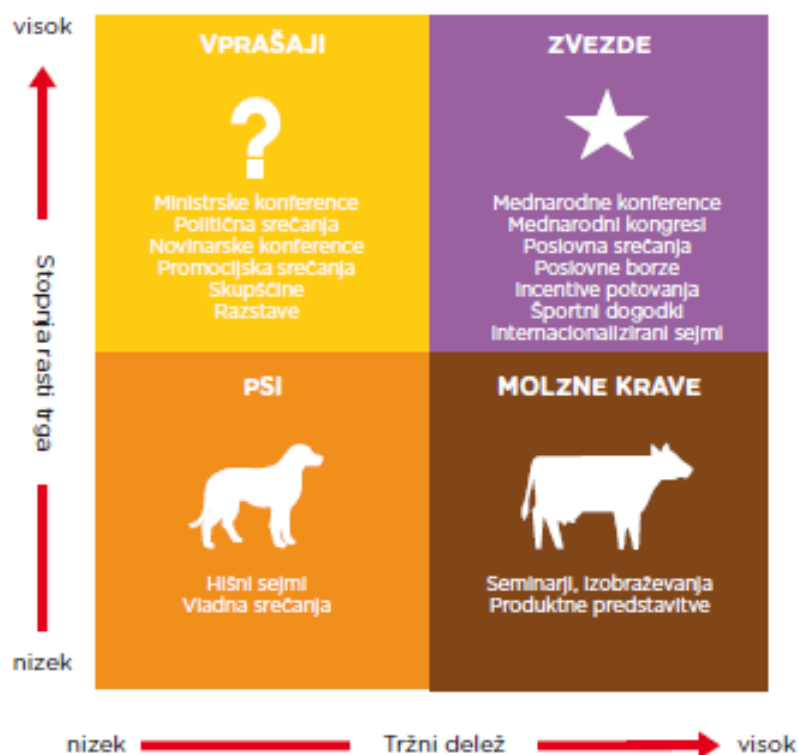 visok
VPRAŠAJI
ZVEZDE
?
Ministrske konference
Politična srečanja
Novinarske konference
Promocijska srečanja
Skupščine
Razstave
Mednarodne konference
Mednarodni kongresi
Poslovna srečanja
Poslovne borze
Incentive potovanja
Športni dogodki
Internacionalizirani sejmi
Stopnja rasti trga
PSI
MOLZNE KRAVE
Hišni sejmi
Vladna srečanja
Seminarji, izobraževanja
Produktne predstavitve
nizek
nizek
Tržni delež
visok